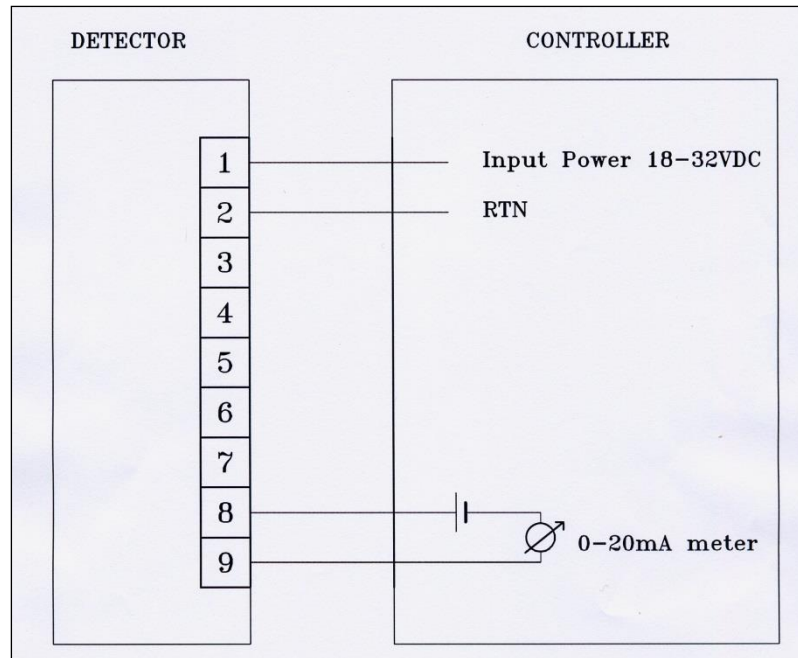 DETECTOR
CONTROLLER
1
Input Power 18-32VDC
2
RTN
3
4
5
6
7
8
9
0-20mA meter